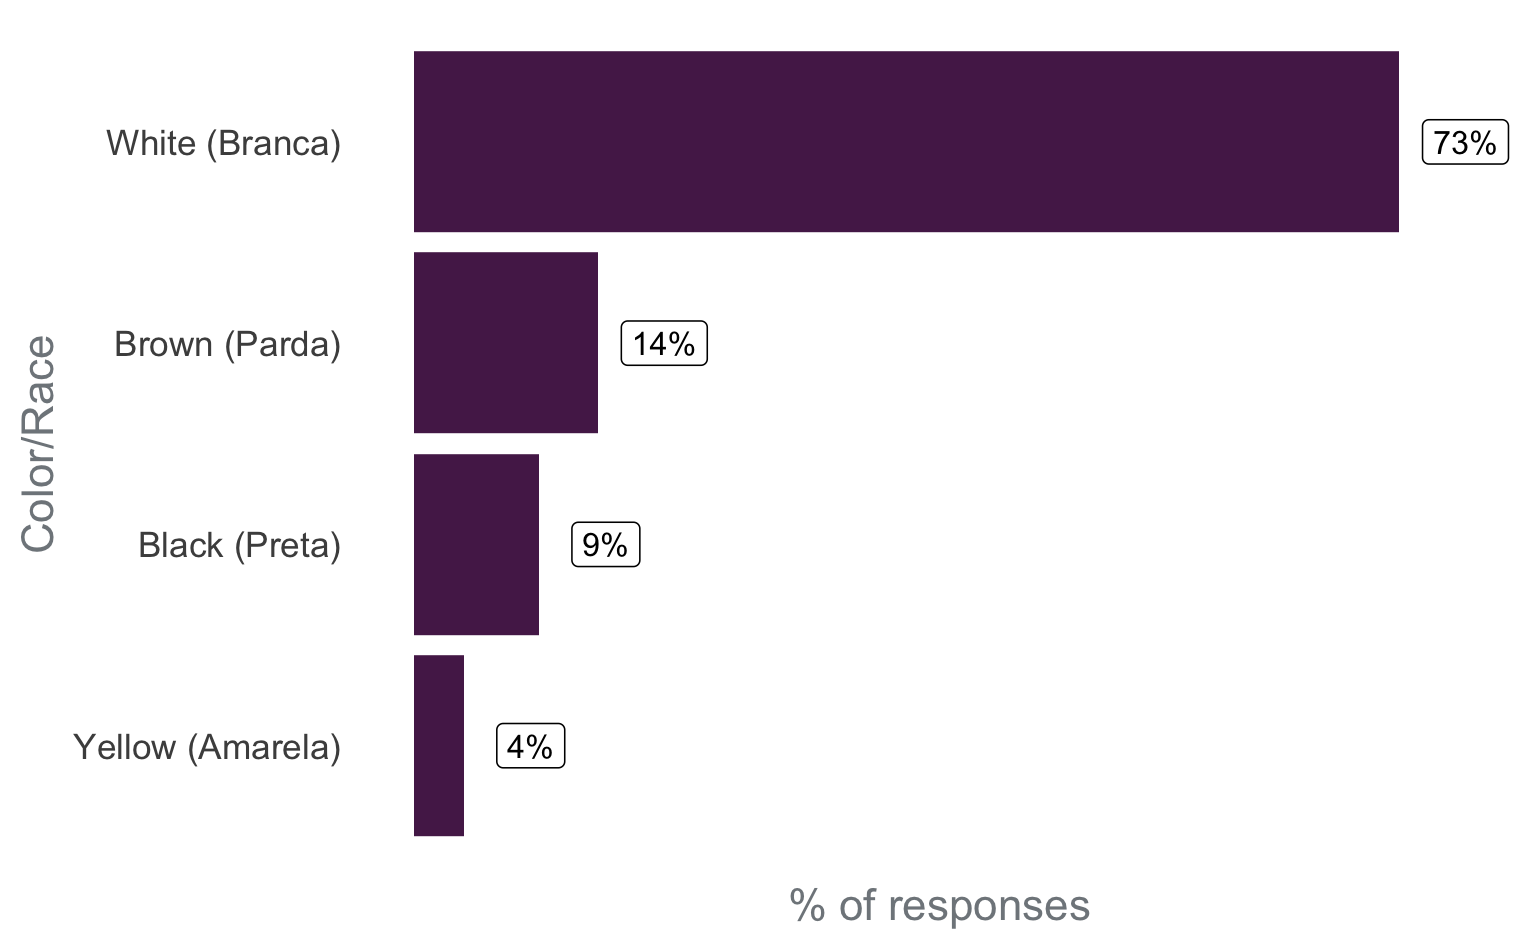 White (Branca)
73%
Brown (Parda)
14%
Black (Preta)
9%
Yellow (Amarela)
4%
Color/Race
% of responses